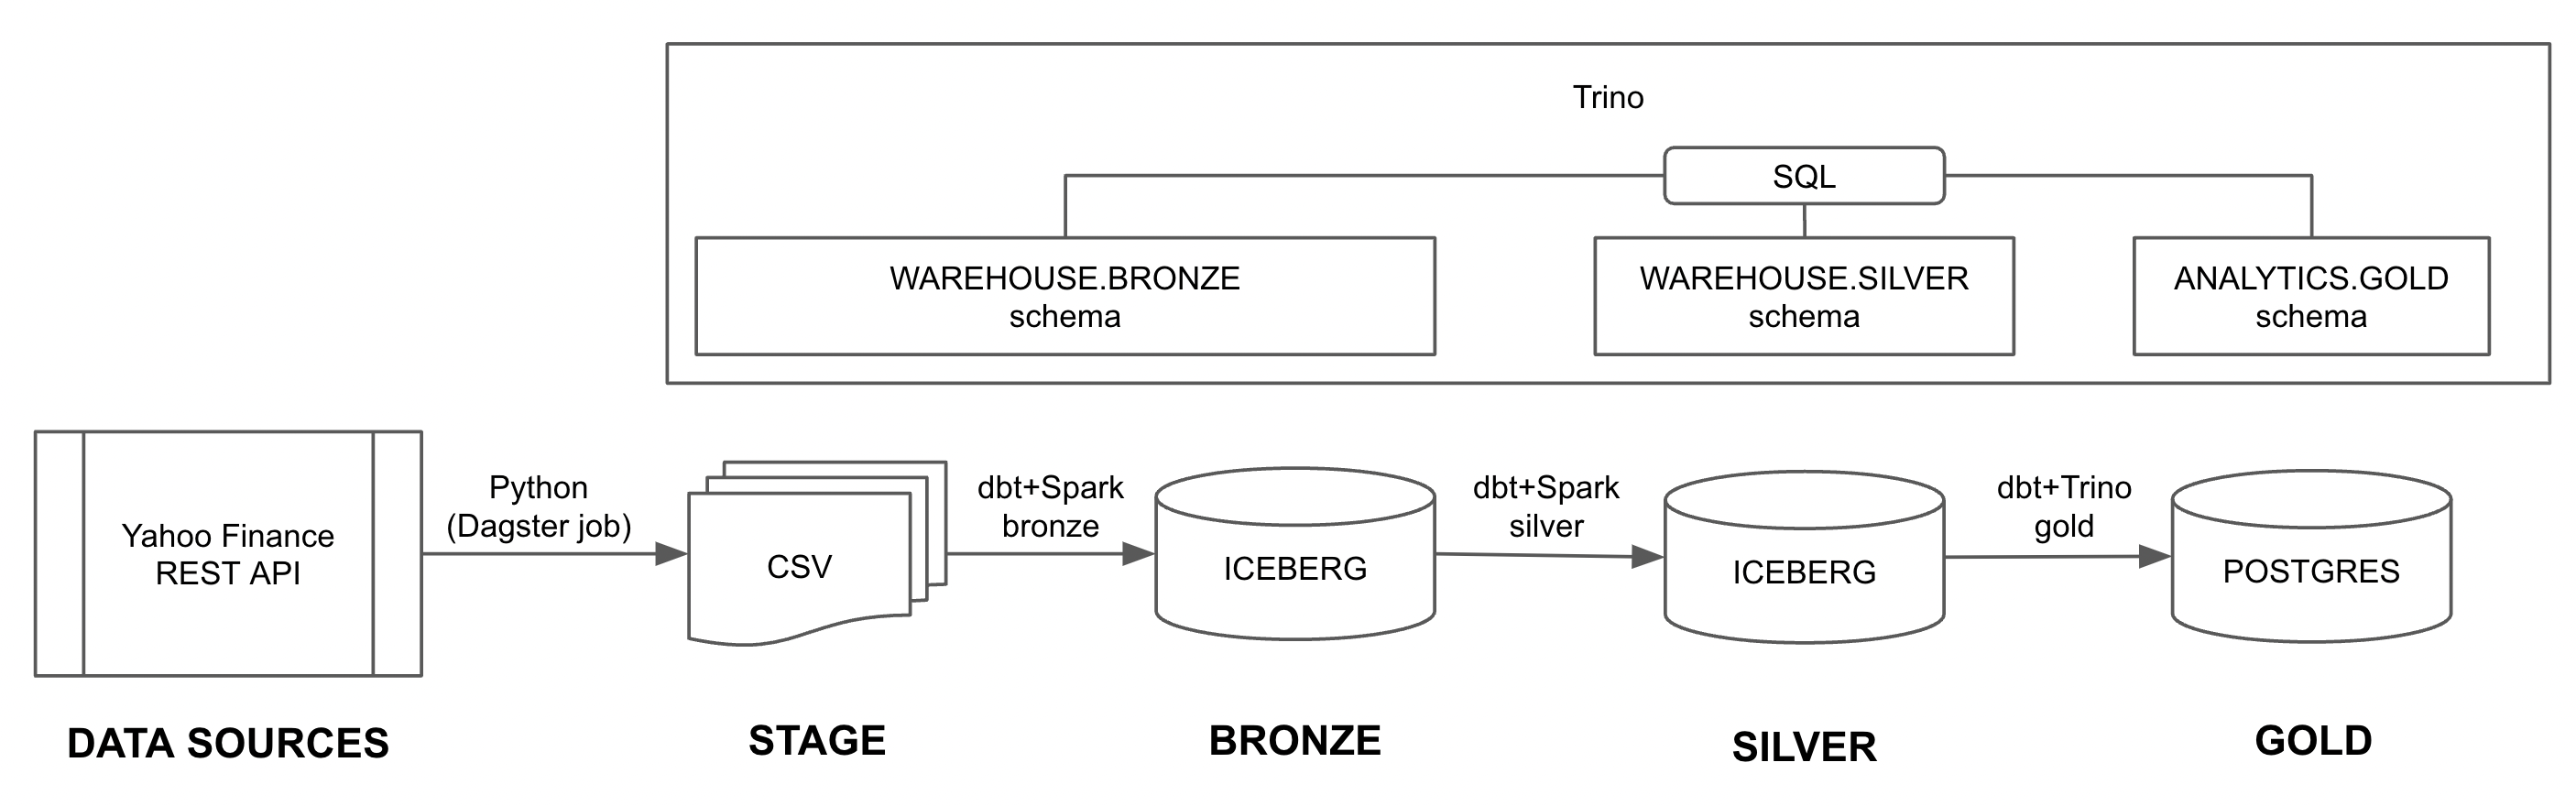 Trino
SQL
WAREHOUSE.BRONZE
schema
WAREHOUSE.SILVER
schema
ANALYTICS.GOLD
schema
Yahoo Finance
REST API
Python
(Dagster job)
CSV
dbt+Spark
bronze
ICEBERG
dbt+Spark
silver
ICEBERG
dbt+Trino
gold
POSTGRES
DATA SOURCES
STAGE
BRONZE
SILVER
GOLD